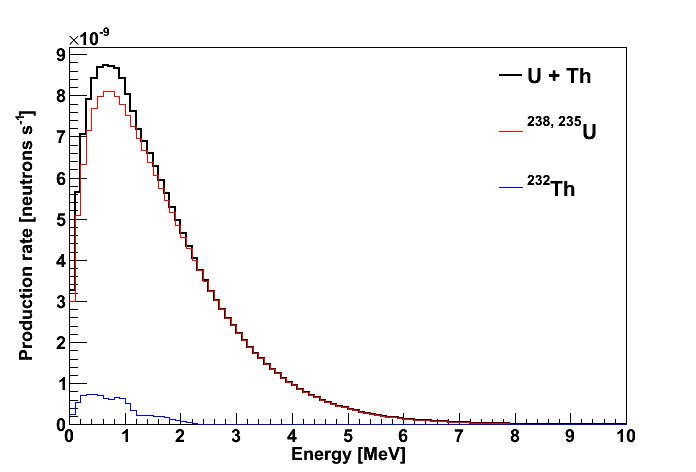 ×10⁻⁹
Production rate [neutrons s⁻¹]
9
8
7
6
5
4
3
2
1
0
0 1 2 3 4 5 6 7 8 9 10
Energy [MeV]
U + Th
²³⁸, ²³⁵U
²³²Th